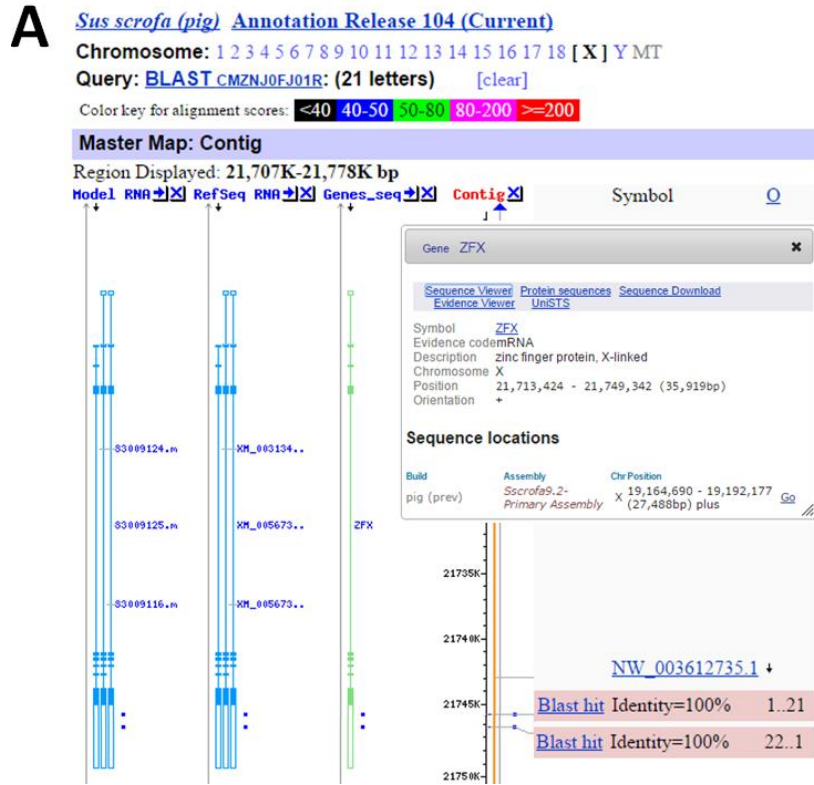 A
Sus scrofa (pig) Annotation Release 104 (Current)
Chromosome: 1 2 3 4 5 6 7 8 9 10 11 12 13 14 15 16 17 18 [ X ] Y MT
Query: BLAST CMZNJ0FJ01R: (21 letters) [clear]
Color key for alignment scores: <40 40-50 50-80 80-200 >=200
Master Map: Contig
Region Displayed: 21,707K-21,778K bp
Model RNA RefSeq RNA Genes_seq Contig Symbol O
Gene ZFX
Sequence Viewer Protein sequences Sequence Download
Evidence Viewer UniSTS
Symbol ZFX
Evidence codemRNA
Description zinc finger protein, X-linked
Chromosome X
Position 21,713,424 - 21,749,342 (35,919bp)
Orientation +
Sequence locations
Build Assembly Chr Position
pig (prev) Sscrofa9.2-Primary Assembly X 19,164,690 - 19,192,177 (27,488bp) plus Go
83009124.m XM_003134..
83009125.m XM_005673.. ZFX
83009116.m XM_005673..
21735K
21740K
NW_003612735.1
21745K Blast hit Identity=100% 1..21
Blast hit Identity=100% 22..1
21750K